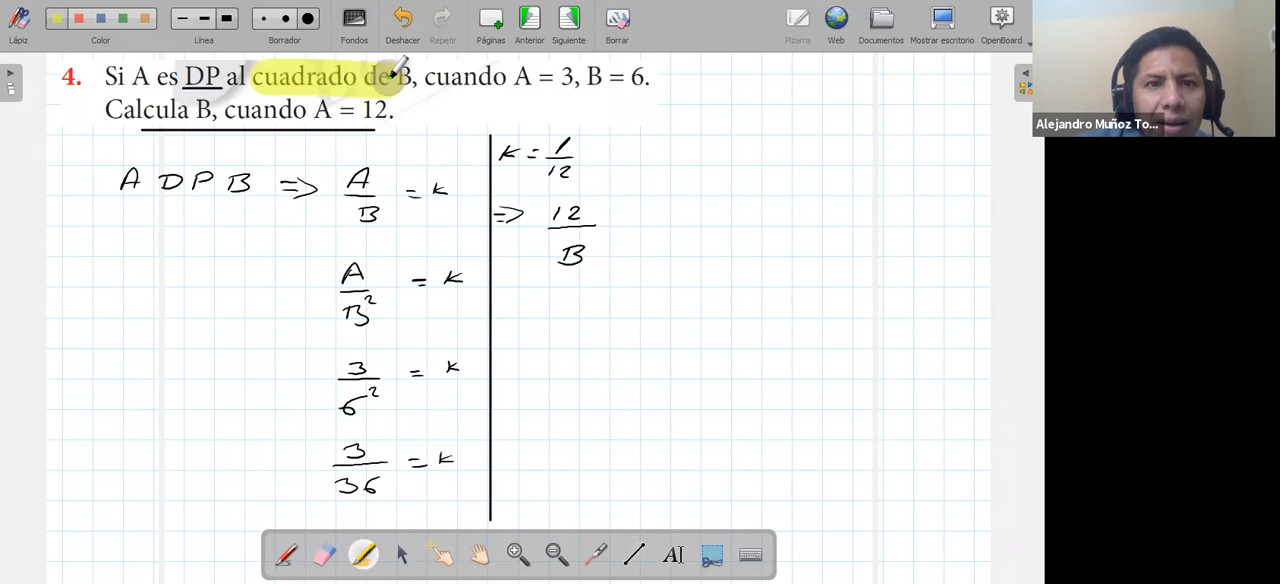 Lápiz Color Línea Borrador Fondos Deshacer Repetir Páginas Anterior Siguiente Borrar Pizarra Web Documentos Mostrar escritorio OpenBoard
4. Si A es DP al cuadrado de B, cuando A = 3, B = 6.
Calcula B, cuando A = 12.
Alejandro Muñoz To...
A DPB => A/B = K
A/B² = K
3/6² = K
3/36 = K
K = 1/12
=> 12/B
AI